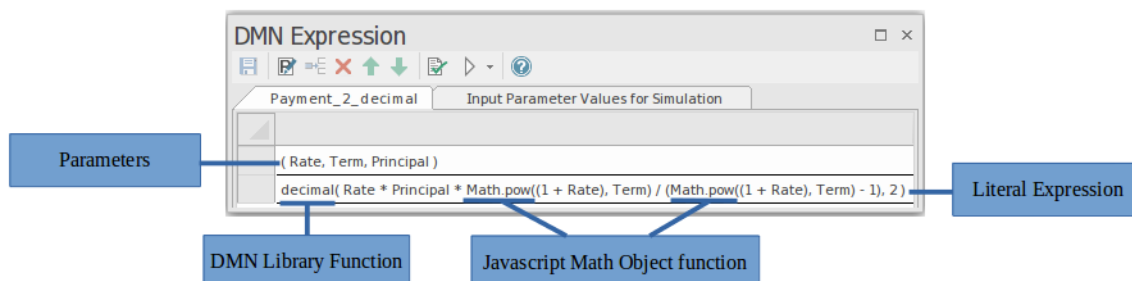 DMN Expression
Payment_2_decimal
Input Parameter Values for Simulation
Parameters
( Rate, Term, Principal )
decimal( Rate * Principal * Math.pow((1 + Rate), Term) / (Math.pow((1 + Rate), Term) - 1), 2 )
Literal Expression
DMN Library Function
Javascript Math Object function